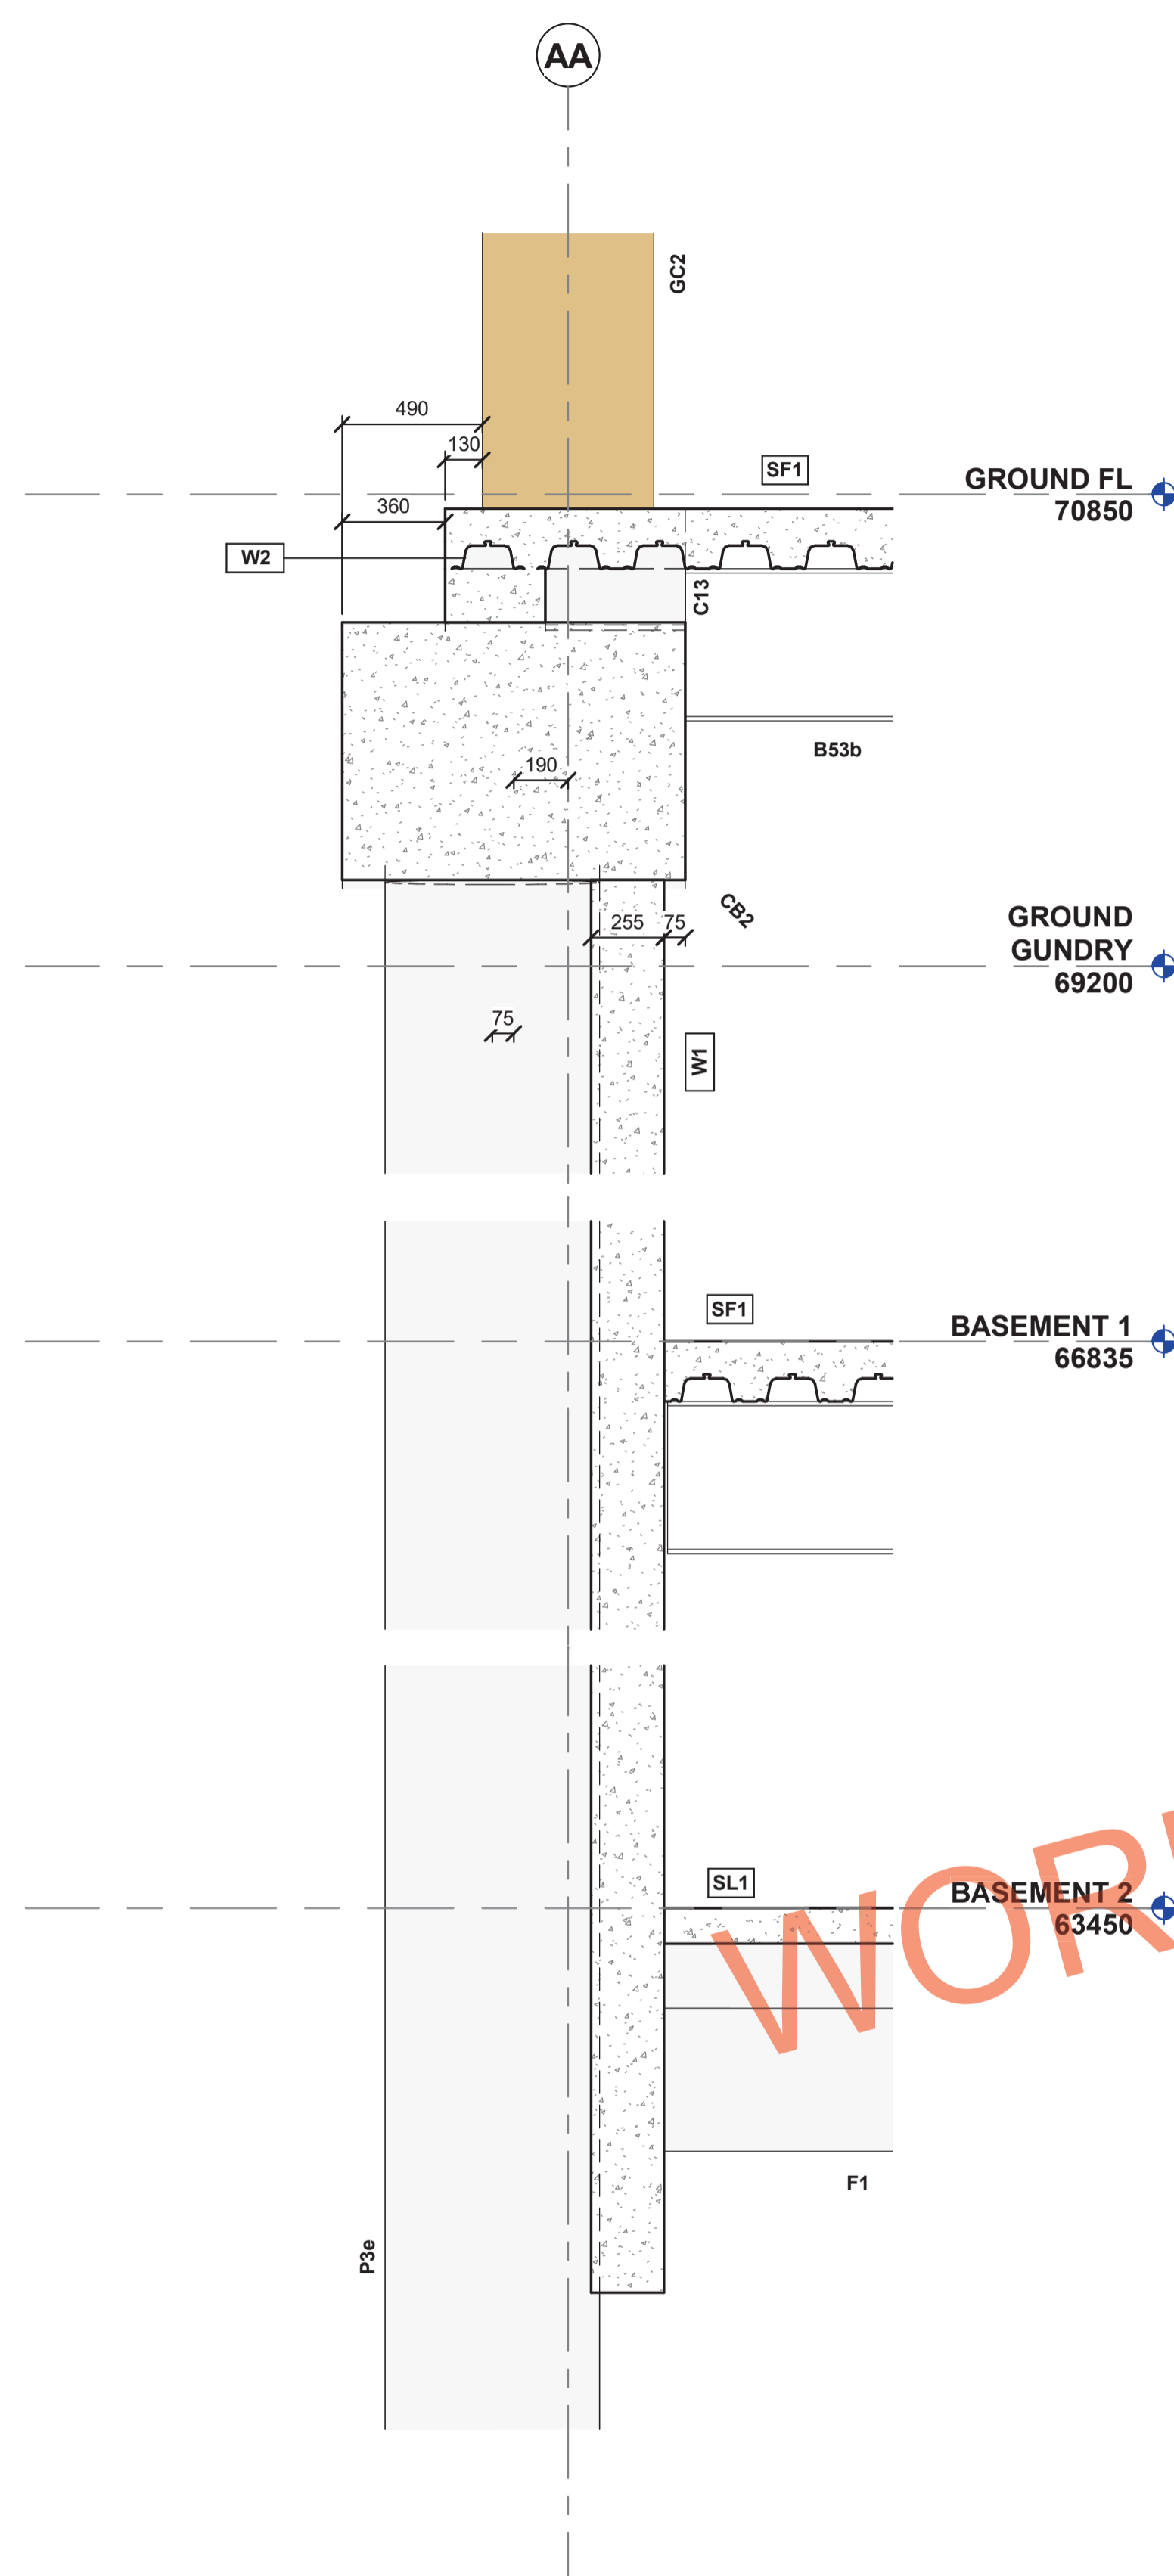 AA
GC2
490
130
360
SF1
GROUND FL
70850
W2
C13
190
B53b
CB2
255
75
GROUND
GUNDRY
69200
75
W1
SF1
BASEMENT 1
66835
SL1
BASEMENT 2
63450
WOR
F1
P3e